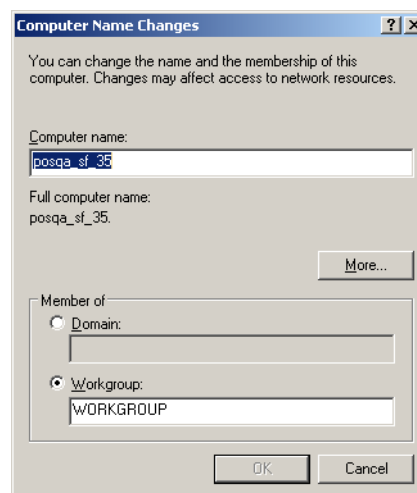 Computer Name Changes
You can change the name and the membership of this
computer. Changes may affect access to network resources.
Computer name:
posqa_sf_35
Full computer name:
posqa_sf_35.
More...
Member of
Domain:
Workgroup:
WORKGROUP
OK
Cancel